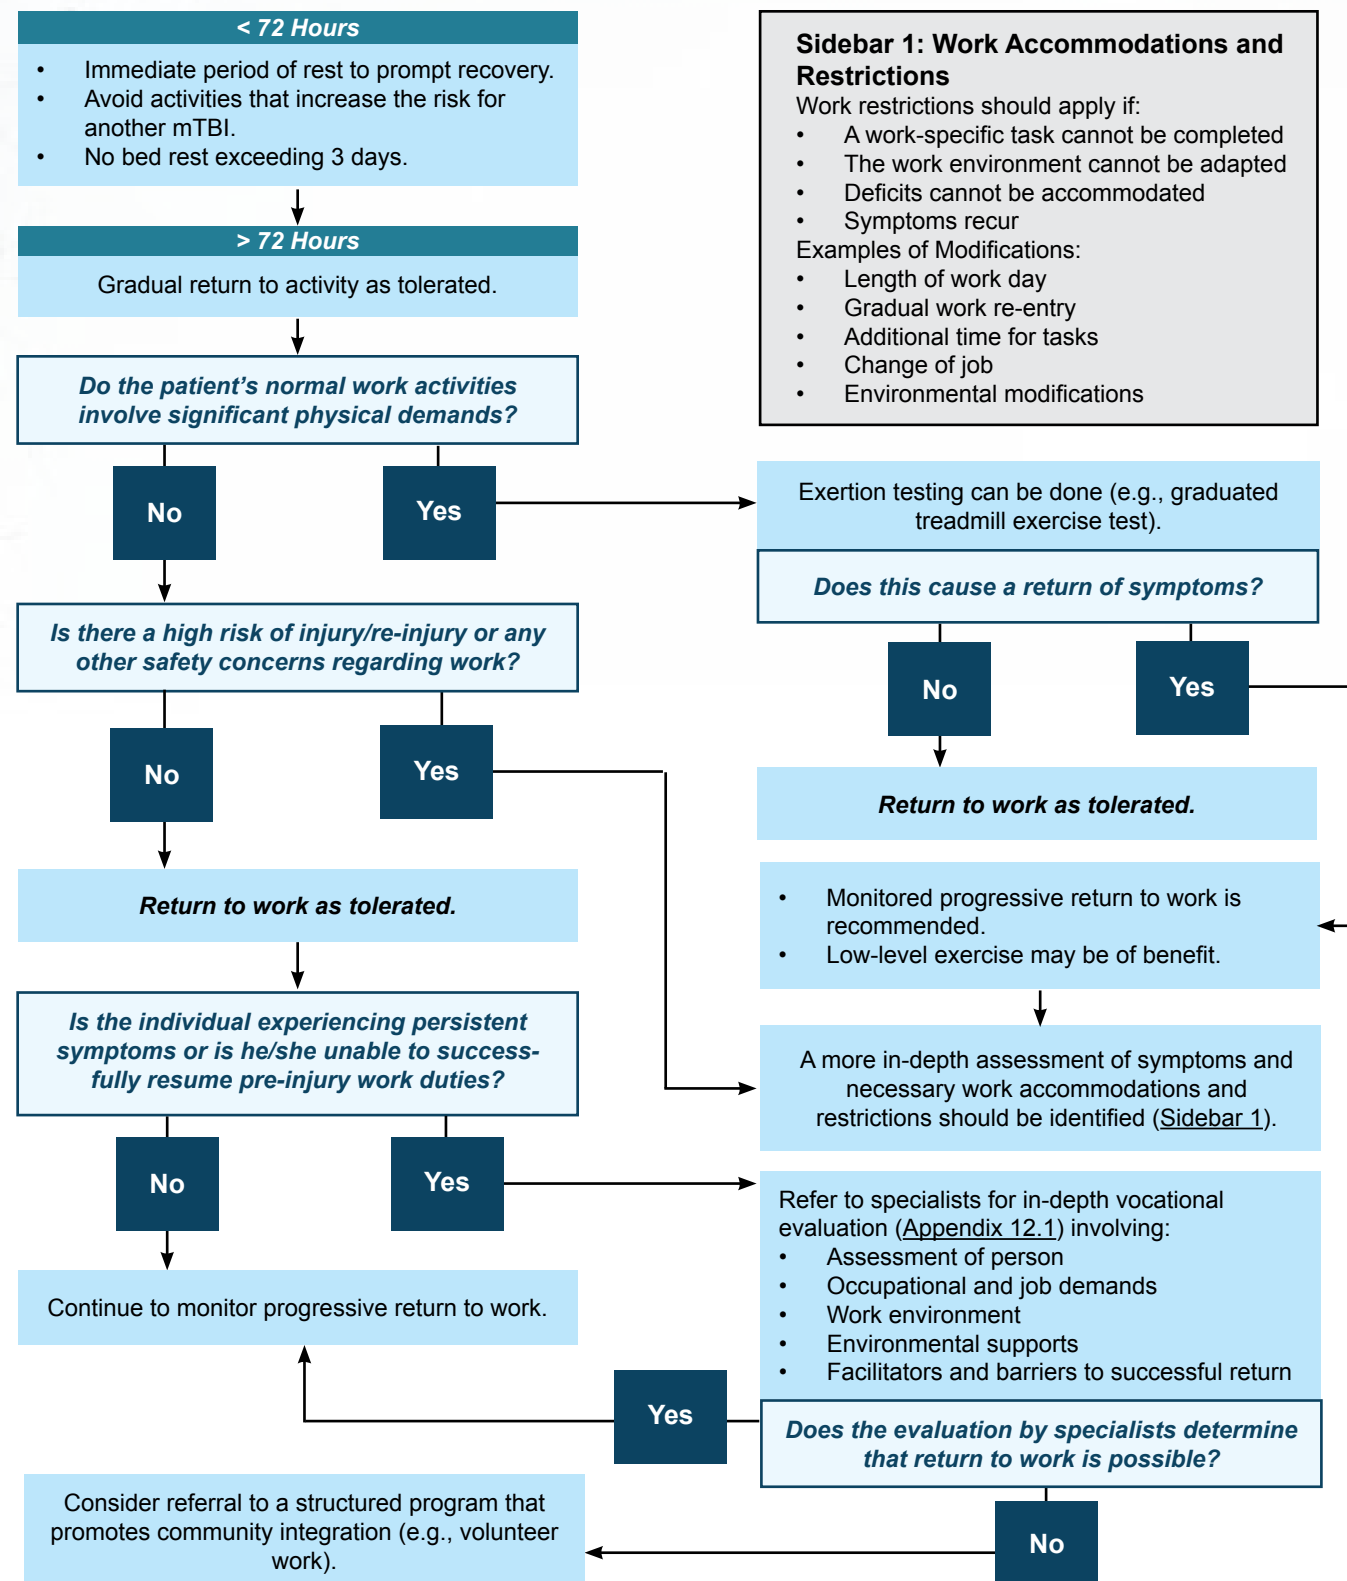 < 72 Hours
• Immediate period of rest to prompt recovery.
• Avoid activities that increase the risk for
another mTBI.
• No bed rest exceeding 3 days.
> 72 Hours
Gradual return to activity as tolerated.
Do the patient's normal work activities
involve significant physical demands?
No
Yes
Is there a high risk of injury/re-injury or any
other safety concerns regarding work?
No
Yes
Return to work as tolerated.
Is the individual experiencing persistent
symptoms or is he/she unable to success-
fully resume pre-injury work duties?
No
Yes
Continue to monitor progressive return to work.
Sidebar 1: Work Accommodations and
Restrictions
Work restrictions should apply if:
• A work-specific task cannot be completed
• The work environment cannot be adapted
• Deficits cannot be accommodated
• Symptoms recur
Examples of Modifications:
• Length of work day
• Gradual work re-entry
• Additional time for tasks
• Change of job
• Environmental modifications
Exertion testing can be done (e.g., graduated
treadmill exercise test).
Does this cause a return of symptoms?
No
Yes
Return to work as tolerated.
• Monitored progressive return to work is
recommended.
• Low-level exercise may be of benefit.
A more in-depth assessment of symptoms and
necessary work accommodations and
restrictions should be identified (Sidebar 1).
Refer to specialists for in-depth vocational
evaluation (Appendix 12.1) involving:
• Assessment of person
• Occupational and job demands
• Work environment
• Environmental supports
• Facilitators and barriers to successful return
Does the evaluation by specialists determine
that return to work is possible?
Yes
No
Consider referral to a structured program that
promotes community integration (e.g., volunteer
work).